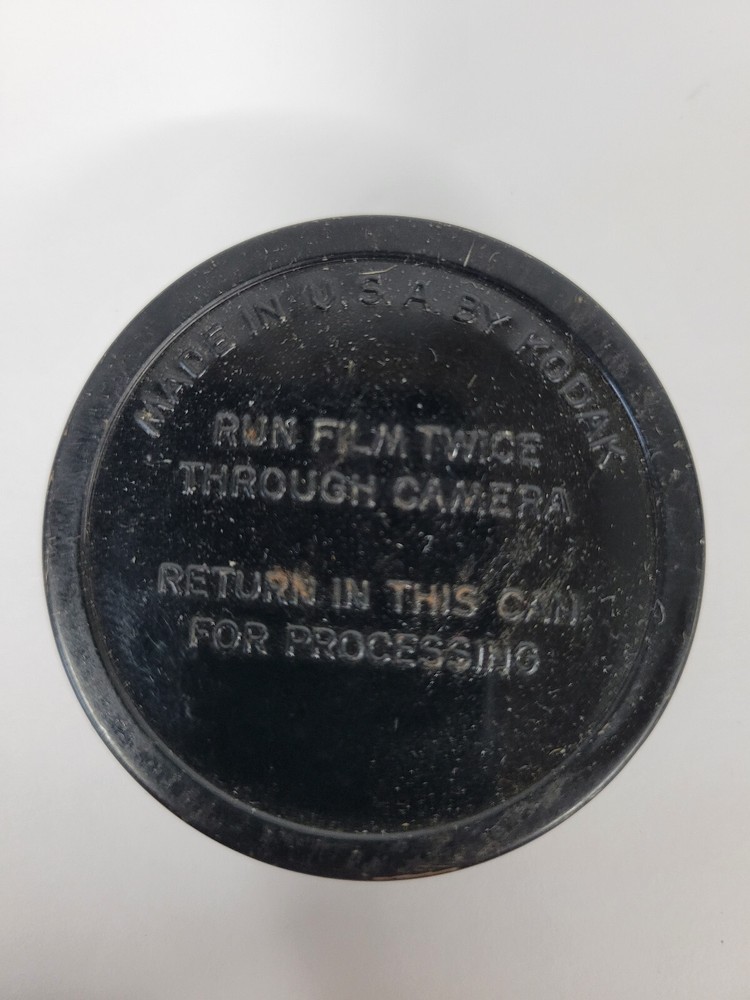 MADE IN U.S.A. BY KODAK
RUN FILM TWICE
THROUGH CAMERA
RETURN IN THIS CAN
FOR PROCESSING